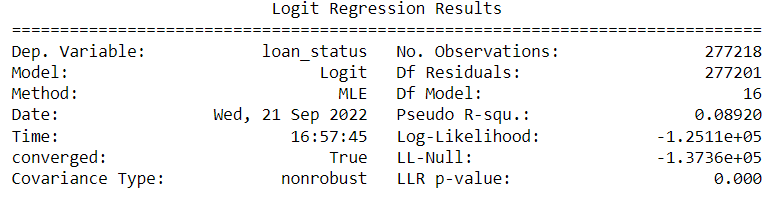 Logit Regression Results
==============================================================================
Dep. Variable: loan_status No. Observations: 277218
Model: Logit Df Residuals: 277201
Method: MLE Df Model: 16
Date: Wed, 21 Sep 2022 Pseudo R-squ.: 0.08920
Time: 16:57:45 Log-Likelihood: -1.2511e+05
converged: True LL-Null: -1.3736e+05
Covariance Type: nonrobust LLR p-value: 0.000